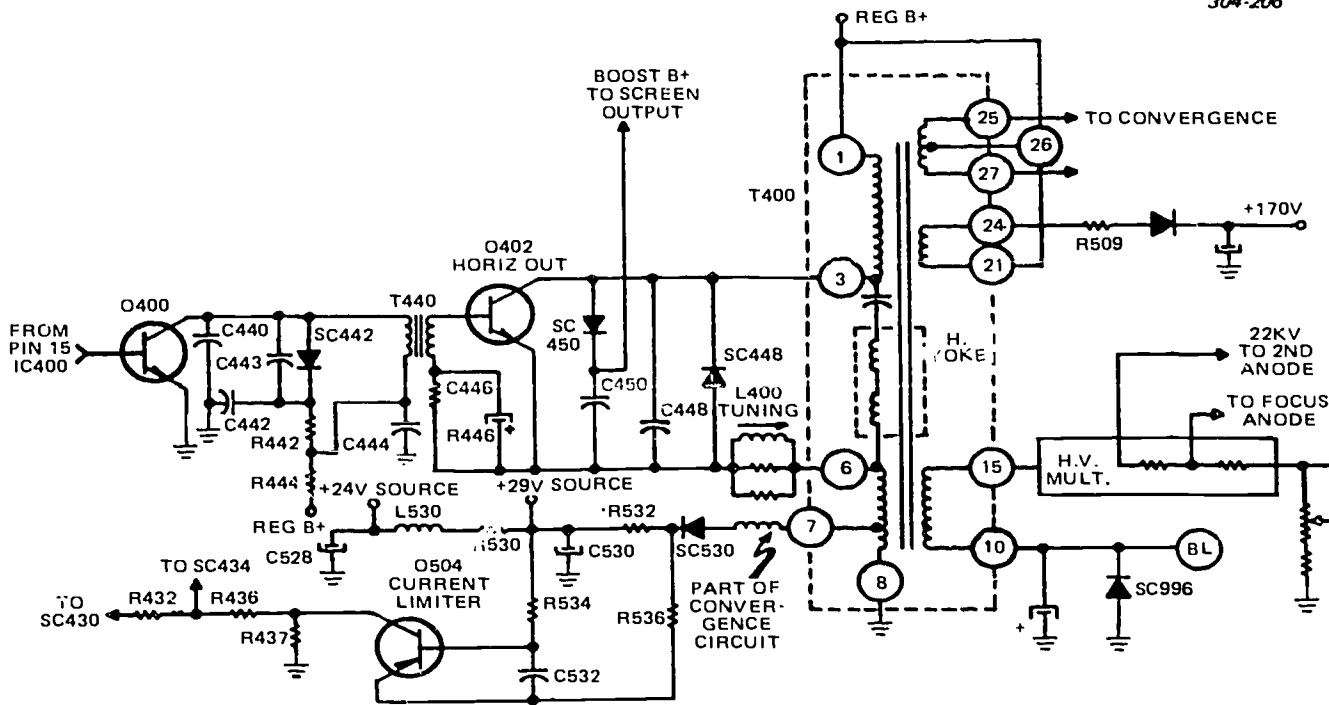 304-206
REG B+
BOOST B+
TO SCREEN
OUTPUT
25
TO CONVERGENCE
26
1
27
T400
24
+170V
R509
21
O402
HORIZ OUT
3
O400
T440
FROM
PIN 15
IC400
C440
SC442
C443
SC
450
SC448
H.
YOKE
22KV
TO 2ND
ANODE
C446
C450
L400
TUNING
C448
TO FOCUS
ANODE
C442
R442
C444
R446
+
6
15
H.V.
MULT.
R444
+24V SOURCE
+29V SOURCE
L530
R532
REG B+
R530
C528
C530
SC530
7
10
BL
TO SC434
O504
CURRENT
LIMITER
PART OF
CONVER-
GENCE
CIRCUIT
8
SC996
TO
SC430
R432
R436
R534
R536
R437
+
C532